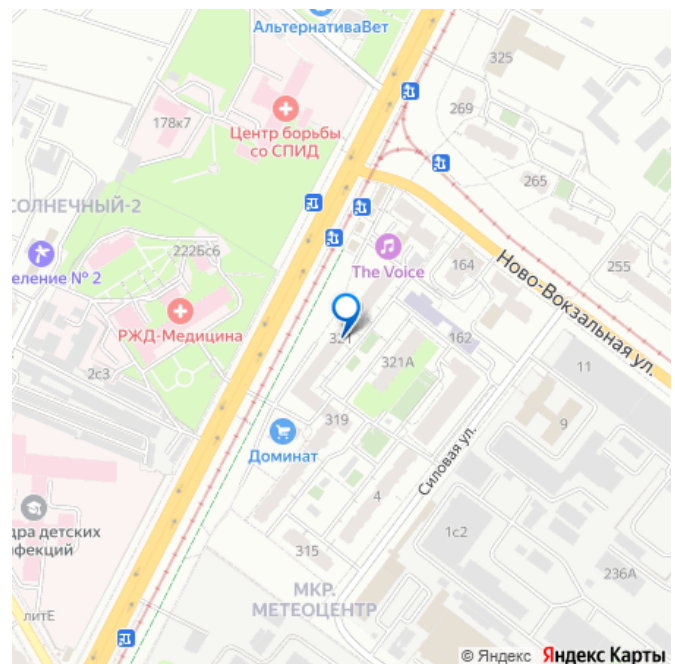 АльтернативаВет
325
269
178к7
Центр борьбы
со СПИД
265
СОЛНЕЧНЫЙ-2
222Бс6
The Voice
164
255
еление № 2
Ново-Вокзальная ул.
РЖД-Медицина
321
162
2с3
321А
11
319
9
Доминат
Силовая ул.
4
дра детских
нфекций
1с2
315
236А
МКР.
МЕТЕОЦЕНТР
литЕ
© Яндекс Яндекс Карты